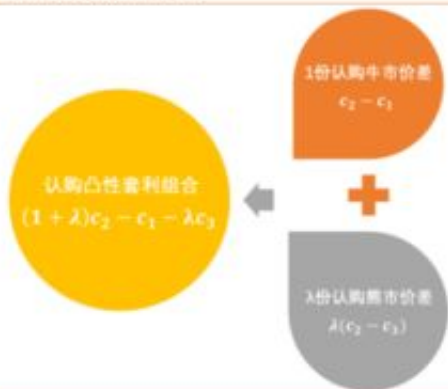 1份认购牛市价差
c₂ − c₁
认购凸性套利组合
(1 + λ)c₂ − c₁ − λc₃
λ份认购熊市价差
λ(c₂ − c₃)